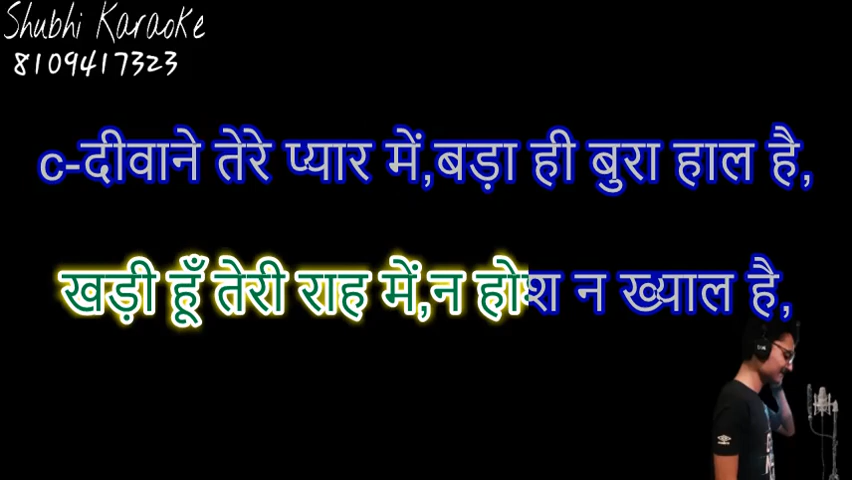 Shubhi Karaoke
8109417323
c-दीवाने तेरे प्यार में,बड़ा ही बुरा हाल है,
खड़ी हूँ तेरी राह में,न होश न ख्याल है,